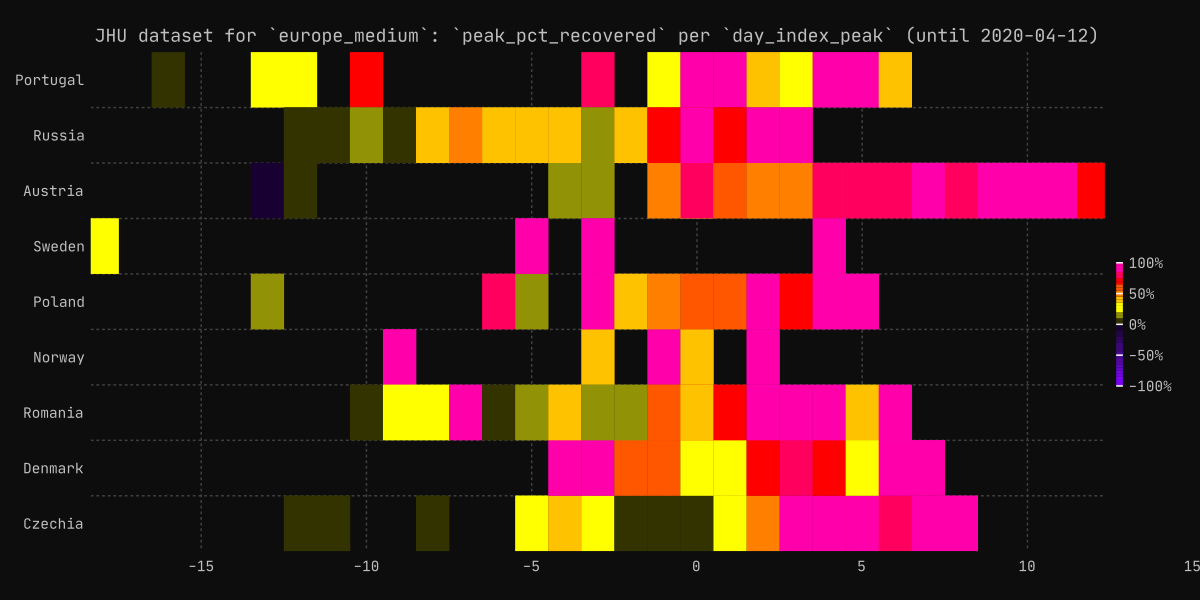 JHU dataset for `europe_medium`: `peak_pct_recovered` per `day_index_peak` (until 2020-04-12)
Portugal
Russia
Austria
Sweden
Poland
Norway
Romania
Denmark
Czechia
100%
50%
0%
-50%
-100%
-15
-10
-5
0
5
10
15